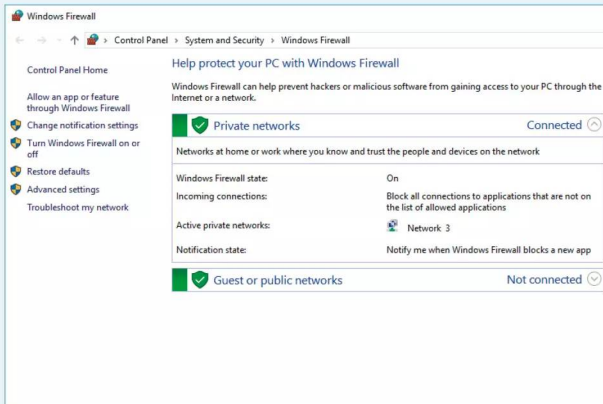 Windows Firewall
Control Panel > System and Security > Windows Firewall
Control Panel Home
Allow an app or feature
through Windows Firewall
Change notification settings
Turn Windows Firewall on or
off
Restore defaults
Advanced settings
Troubleshoot my network
Help protect your PC with Windows Firewall
Windows Firewall can help prevent hackers or malicious software from gaining access to your PC through the
Internet or a network.
Private networks Connected
Networks at home or work where you know and trust the people and devices on the network
Windows Firewall state: On
Incoming connections: Block all connections to applications that are not on
the list of allowed applications
Active private networks: Network 3
Notification state: Notify me when Windows Firewall blocks a new app
Guest or public networks Not connected